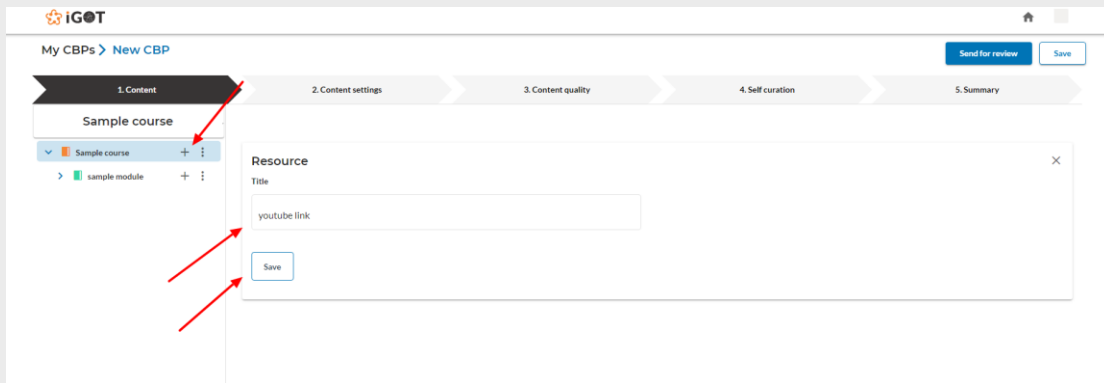 iGOT
My CBPs > New CBP
Send for review
Save
1. Content
2. Content settings
3. Content quality
4. Self curation
5. Summary
Sample course
Sample course
sample module
Resource
Title
youtube link
Save